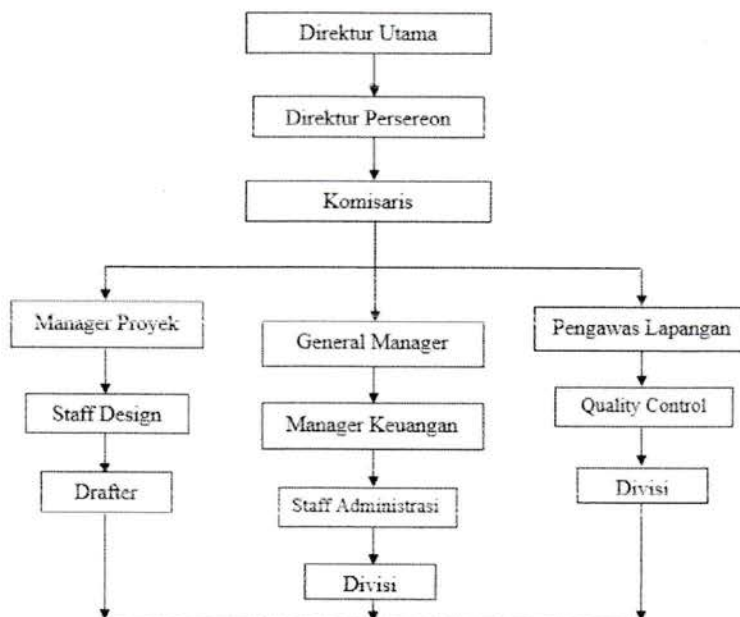 Direktur Utama
Direktur Persereon
Komisaris
Manager Proyek
General Manager
Pengawas Lapangan
Staff Design
Manager Keuangan
Quality Control
Drafter
Staff Administrasi
Divisi
Divisi